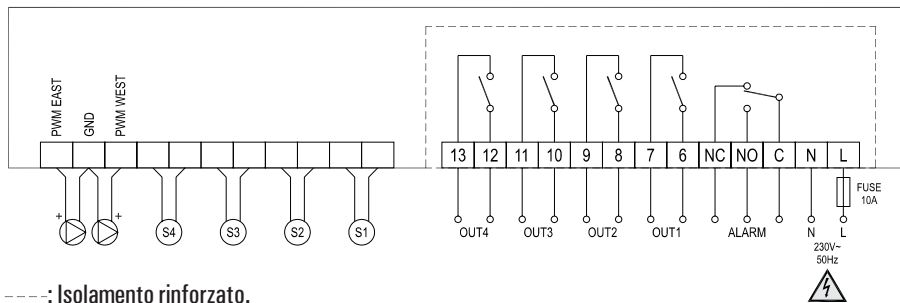 PWM EAST
GND
PWM WEST
13 12 11 10 9 8 7 6 NC NO C N L
FUSE
10A
+ +
S4 S3 S2 S1
OUT4 OUT3 OUT2 OUT1 ALARM N L
230V~
50Hz
----: Isolamento rinforzato.